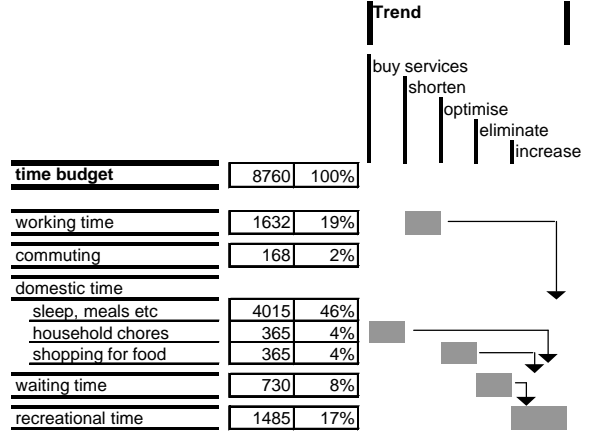 Trend
buy services
shorten
optimise
eliminate
increase
time budget 8760 100%
working time 1632 19%
commuting 168 2%
domestic time
sleep, meals etc 4015 46%
household chores 365 4%
shopping for food 365 4%
waiting time 730 8%
recreational time 1485 17%